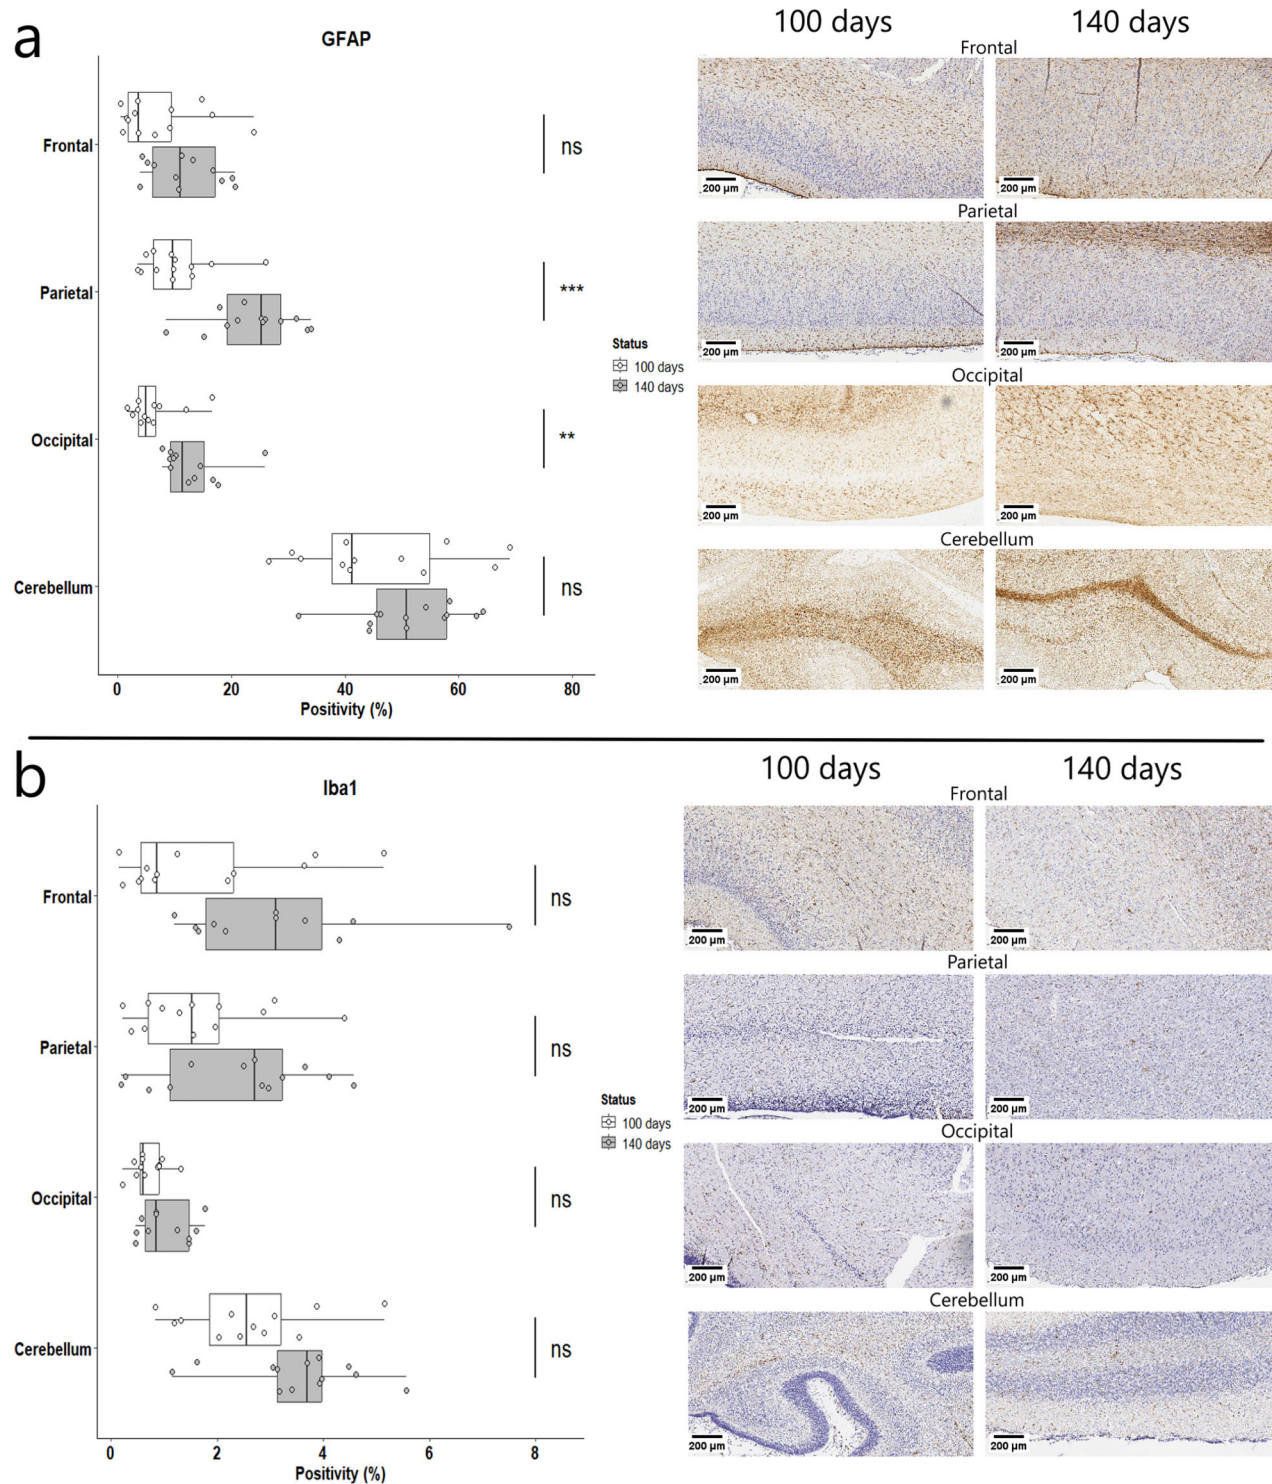 a
GFAP
Frontal
ns
Parietal
***
Occipital
**
Cerebellum
ns
Status
100 days
140 days
0 20 40 60 80
Positivity (%)
100 days 140 days
Frontal
200 µm 200 µm
Parietal
200 µm 200 µm
Occipital
200 µm 200 µm
Cerebellum
200 µm 200 µm
b
Iba1
Frontal
ns
Parietal
ns
Occipital
ns
Cerebellum
ns
Status
100 days
140 days
0 2 4 6 8
Positivity (%)
100 days 140 days
Frontal
200 µm 200 µm
Parietal
200 µm 200 µm
Occipital
200 µm 200 µm
Cerebellum
200 µm 200 µm